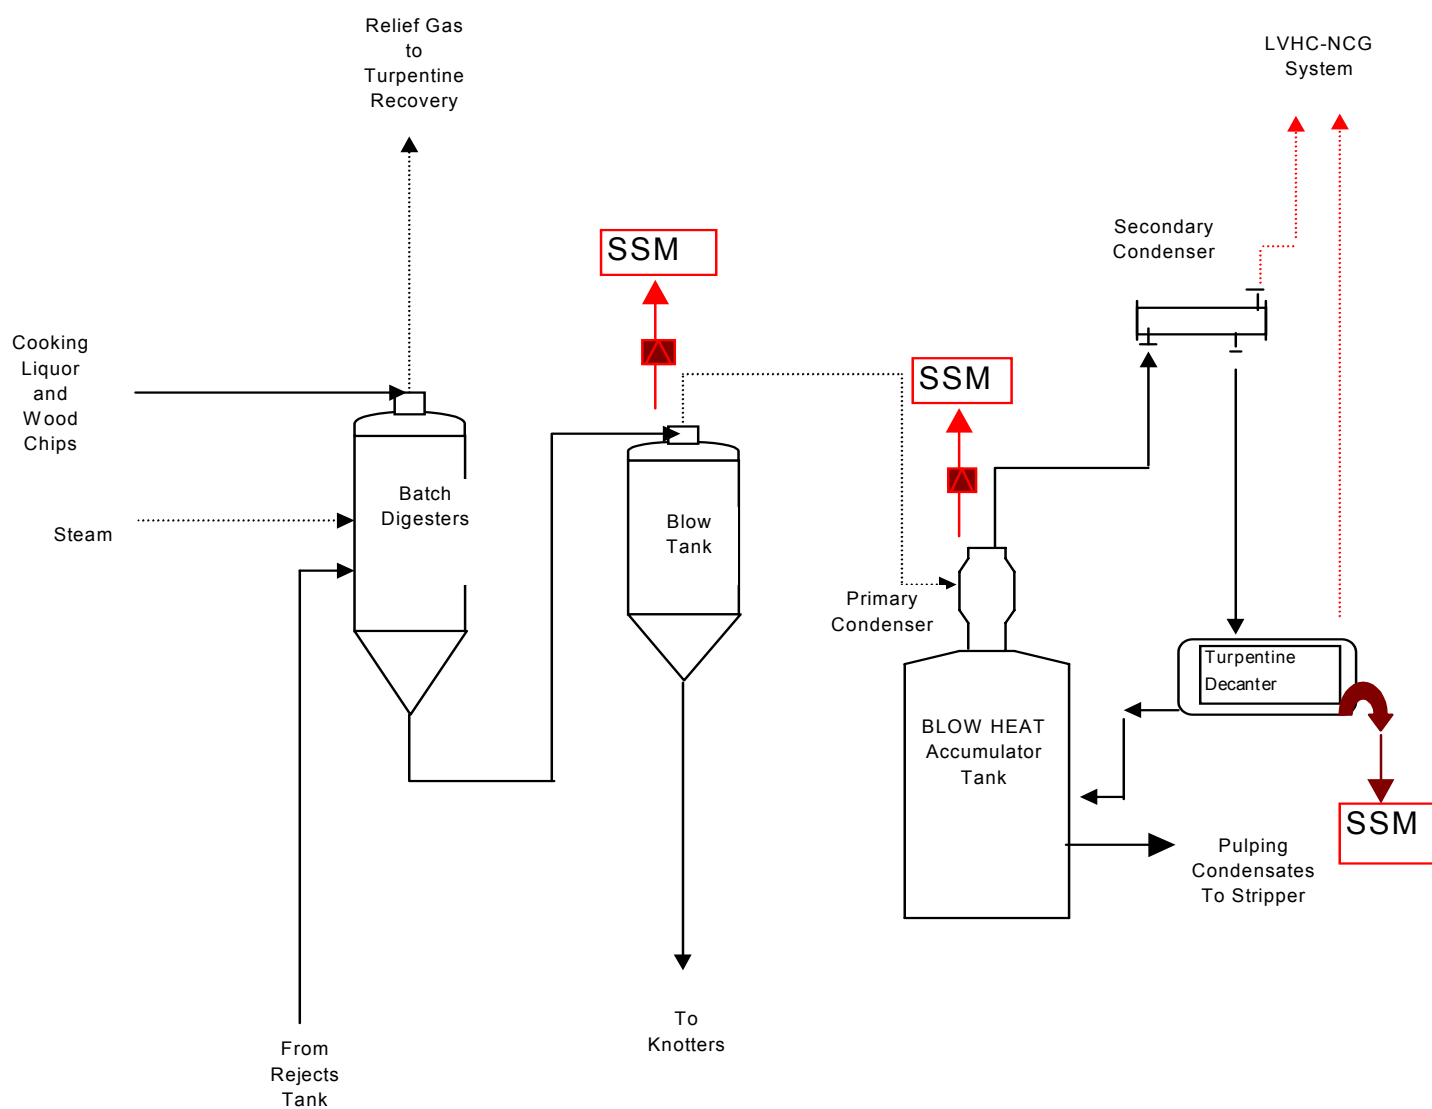 Relief Gas
to
Turpentine
Recovery
LVHC-NCG
System
SSM
Secondary
Condenser
Cooking
Liquor
and
Wood
Chips
SSM
Batch
Digesters
Steam
Blow
Tank
Primary
Condenser
Turpentine
Decanter
BLOW HEAT
Accumulator
Tank
SSM
Pulping
Condensates
To Stripper
To
Knotters
From
Rejects
Tank